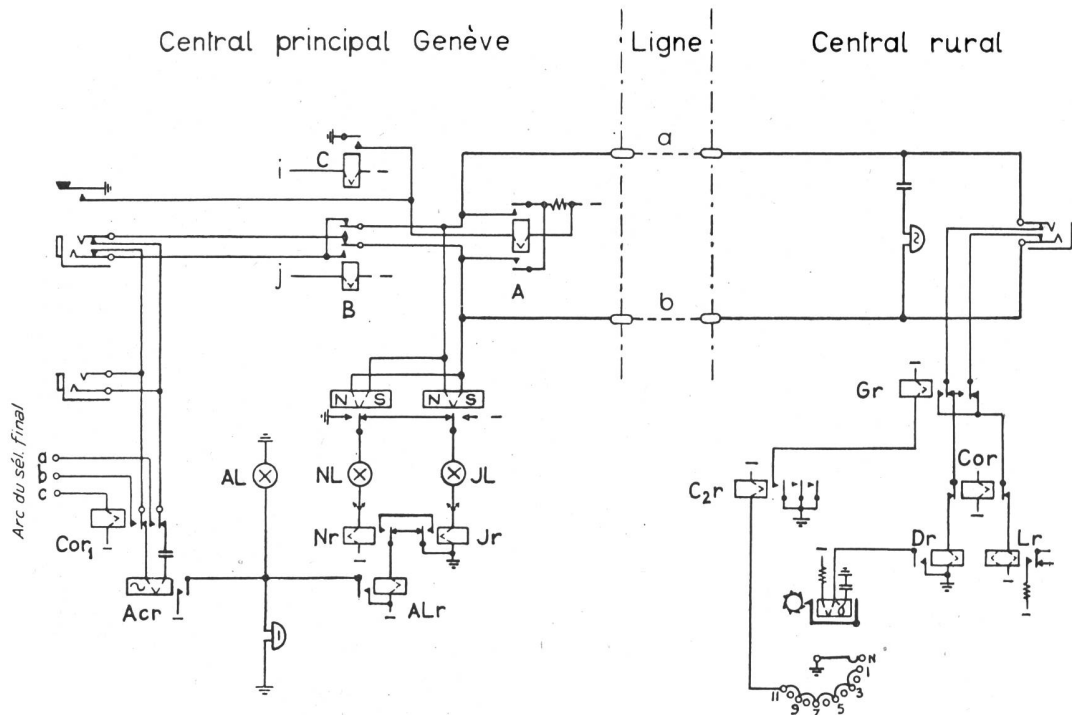 Central principal Genève
Ligne
Central rural
a
C
i
j
B
A
b
N S
N S
Gr
Arc du sél. final
a
b
c
AL
NL
JL
C₂r
Cor
Cor₁
Nr
Jr
Dr
Lr
Acr
ALr
N
1
3
5
7
9
11